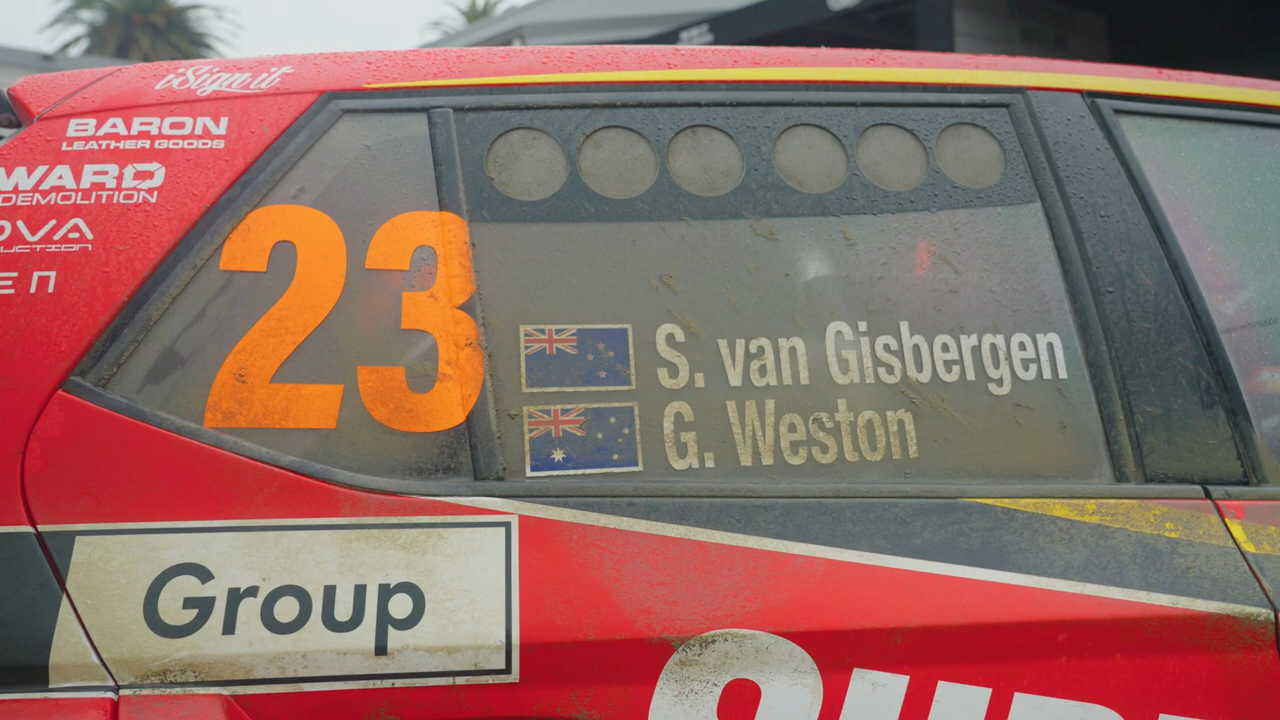 iSign.it
BARON
LEATHER GOODS
WARD
DEMOLITION
23
S. van Gisbergen
G. Weston
Group